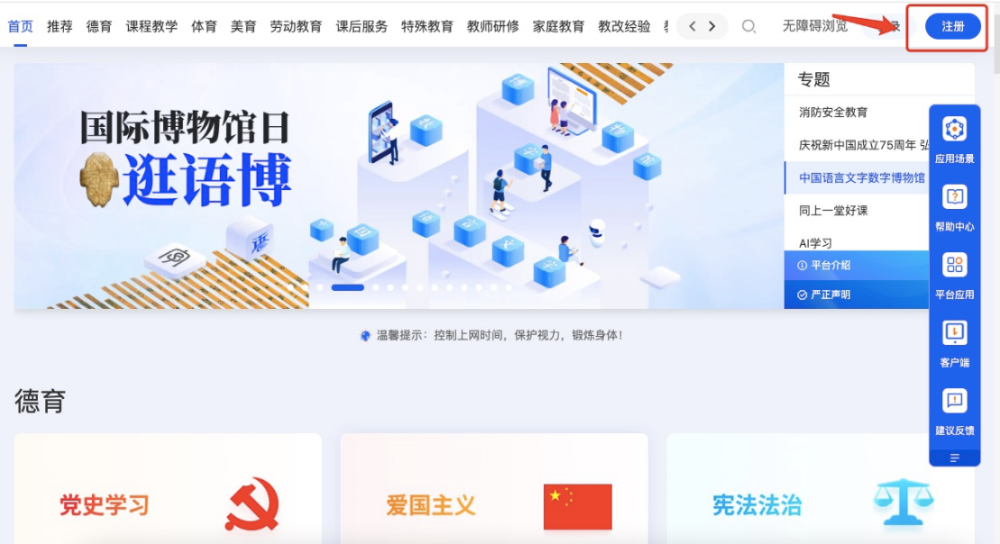 首页 推荐 德育 课程教学 体育 美育 劳动教育 课后服务 特殊教育 教师研修 家庭教育 教改经验 无障碍浏览 注册
国际博物馆日
逛语博
专题
消防安全教育
庆祝新中国成立75周年 弘
中国语言文字数字博物馆
同上一堂好课
AI学习
平台介绍
严正声明
应用场景
帮助中心
平台应用
客户端
建议反馈
温馨提示：控制上网时间，保护视力，锻炼身体！
德育
党史学习
爱国主义
宪法法治